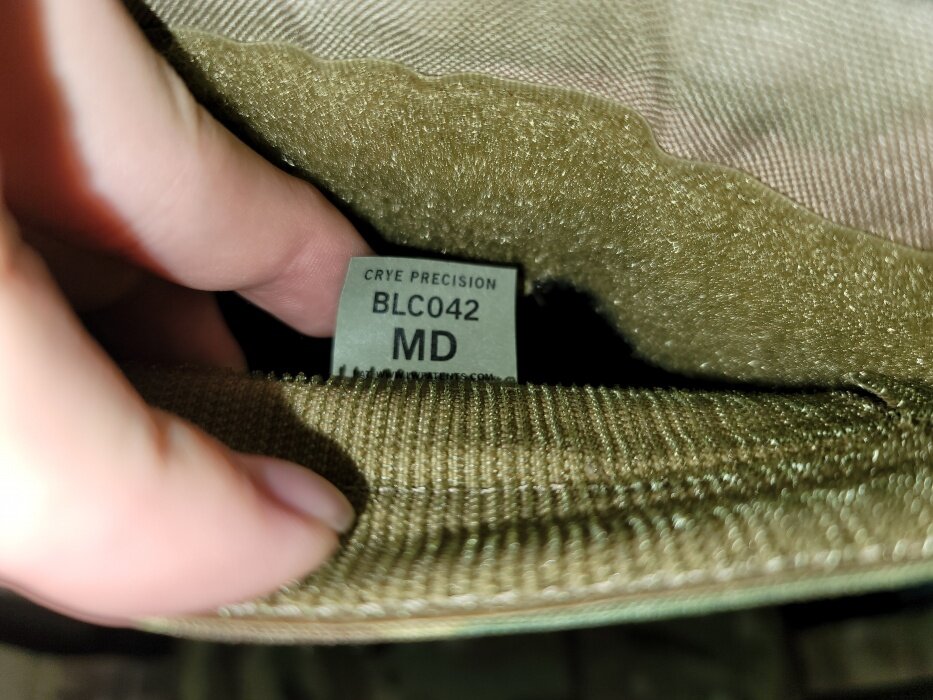 CRYE PRECISION
BLC042
MD